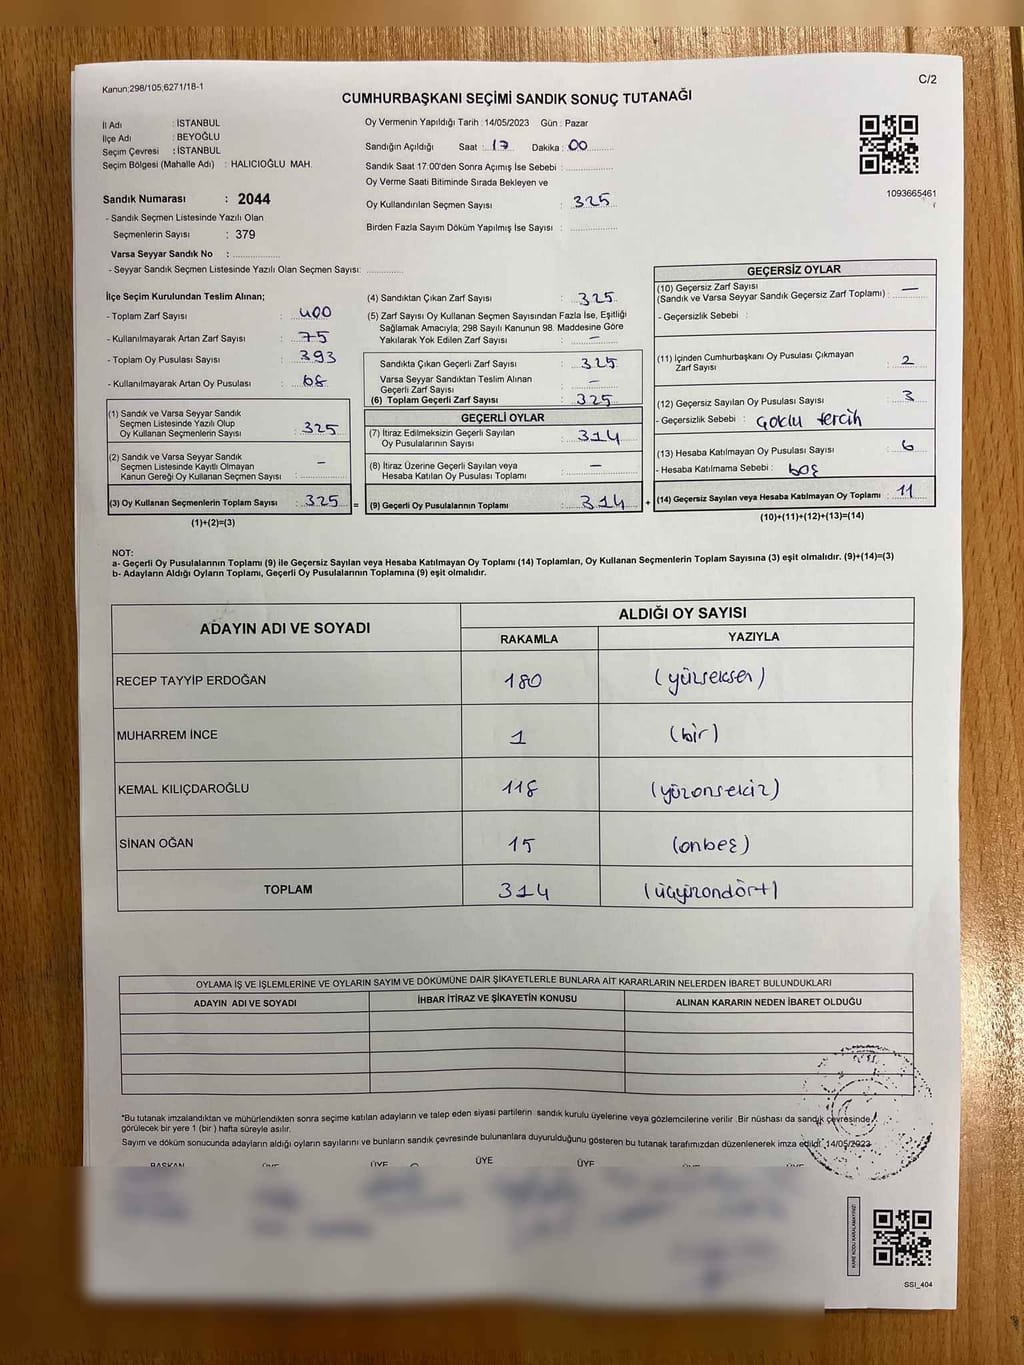 Kanun;298/105;6271/18-1
C/2
CUMHURBAŞKANI SEÇİMİ SANDIK SONUÇ TUTANAĞI
İl Adı : İSTANBUL
İlçe Adı : BEYOĞLU
Seçim Çevresi : İSTANBUL
Seçim Bölgesi (Mahalle Adı) : HALICIOĞLU MAH.
Sandık Numarası : 2044
- Sandık Seçmen Listesinde Yazılı Olan
Seçmenlerin Sayısı : 379
Varsa Seyyar Sandık No :
- Seyyar Sandık Seçmen Listesinde Yazılı Olan Seçmen Sayısı:
Oy Vermenin Yapıldığı Tarih : 14/05/2023 Gün : Pazar
Sandığın Açıldığı Saat : 17 Dakika : 00
Sandık Saat 17:00'den Sonra Açımış İse Sebebi :
Oy Verme Saati Bitiminde Sırada Bekleyen ve
Oy Kullandırılan Seçmen Sayısı : 325
Birden Fazla Sayım Döküm Yapılmış İse Sayısı :
1093665461
İlçe Seçim Kurulundan Teslim Alınan;
- Toplam Zarf Sayısı : 400
- Kullanılmayarak Artan Zarf Sayısı : 75
- Toplam Oy Pusulası Sayısı : 393
- Kullanılmayarak Artan Oy Pusulası : 68
(1) Sandık ve Varsa Seyyar Sandık
Seçmen Listesinde Yazılı Olup
Oy Kullanan Seçmenlerin Sayısı : 325
(2) Sandık ve Varsa Seyyar Sandık
Seçmen Listesinde Kayıtlı Olmayan
Kanun Gereği Oy Kullanan Seçmen Sayısı : –
(3) Oy Kullanan Seçmenlerin Toplam Sayısı : 325 =
(1)+(2)=(3)
(4) Sandıktan Çıkan Zarf Sayısı : 325
(5) Zarf Sayısı Oy Kullanan Seçmen Sayısından Fazla İse, Eşitliği
Sağlamak Amacıyla; 298 Sayılı Kanunun 98. Maddesine Göre
Yakılarak Yok Edilen Zarf Sayısı : –
Sandıkta Çıkan Geçerli Zarf Sayısı : 325
Varsa Seyyar Sandıktan Teslim Alınan
Geçerli Zarf Sayısı : –
(6) Toplam Geçerli Zarf Sayısı : 325
GEÇERLİ OYLAR
(7) İtiraz Edilmeksizin Geçerli Sayılan
Oy Pusulalarının Sayısı : 314
(8) İtiraz Üzerine Geçerli Sayılan veya
Hesaba Katılan Oy Pusulası Toplamı : –
(9) Geçerli Oy Pusulalarının Toplamı : 314 +
GEÇERSİZ OYLAR
(10) Geçersiz Zarf Sayısı
(Sandık ve Varsa Seyyar Sandık Geçersiz Zarf Toplamı) : –
- Geçersizlik Sebebi :
(11) İçinden Cumhurbaşkanı Oy Pusulası Çıkmayan
Zarf Sayısı : 2
(12) Geçersiz Sayılan Oy Pusulası Sayısı : 3
- Geçersizlik Sebebi : Çoklu tercih
(13) Hesaba Katılmayan Oy Pusulası Sayısı : 6
- Hesaba Katılmama Sebebi : boş
(14) Geçersiz Sayılan veya Hesaba Katılmayan Oy Toplamı : 11
(10)+(11)+(12)+(13)=(14)
NOT:
a- Geçerli Oy Pusulalarının Toplamı (9) ile Geçersiz Sayılan veya Hesaba Katılmayan Oy Toplamı (14) Toplamları, Oy Kullanan Seçmenlerin Toplam Sayısına (3) eşit olmalıdır. (9)+(14)=(3)
b- Adayların Aldığı Oyların Toplamı, Geçerli Oy Pusulalarının Toplamına (9) eşit olmalıdır.
ADAYIN ADI VE SOYADI ALDIĞI OY SAYISI
RAKAMLA YAZIYLA
RECEP TAYYİP ERDOĞAN 180 (yüzseksen)
MUHARREM İNCE 1 (bir)
KEMAL KILIÇDAROĞLU 118 (yüzonsekiz)
SİNAN OĞAN 15 (onbeş)
TOPLAM 314 (üçyüzondört)
OYLAMA İŞ VE İŞLEMLERİNE VE OYLARIN SAYIM VE DÖKÜMÜNE DAİR ŞİKAYETLERLE BUNLARA AİT KARARLARIN NELERDEN İBARET BULUNDUKLARI
ADAYIN ADI VE SOYADI İHBAR İTİRAZ VE ŞİKAYETİN KONUSU ALINAN KARARIN NEDEN İBARET OLDUĞU
*Bu tutanak imzalandıktan ve mühürlendikten sonra seçime katılan adayların ve talep eden siyasi partilerin sandık kurulu üyelerine veya gözlemcilerine verilir. Bir nüshası da sandık çevresinde
görülecek bir yere 1 (bir) hafta süreyle asılır.
Sayım ve döküm sonucunda adayların aldığı oyların sayılarını ve bunların sandık çevresinde bulunanlara duyurulduğunu gösteren bu tutanak tarafımızdan düzenlenerek imza edildi. 14/05/2023
BAŞKAN ÜYE ÜYE ÜYE ÜYE
KARE KODU KARALAMAYINIZ!
SSI_404